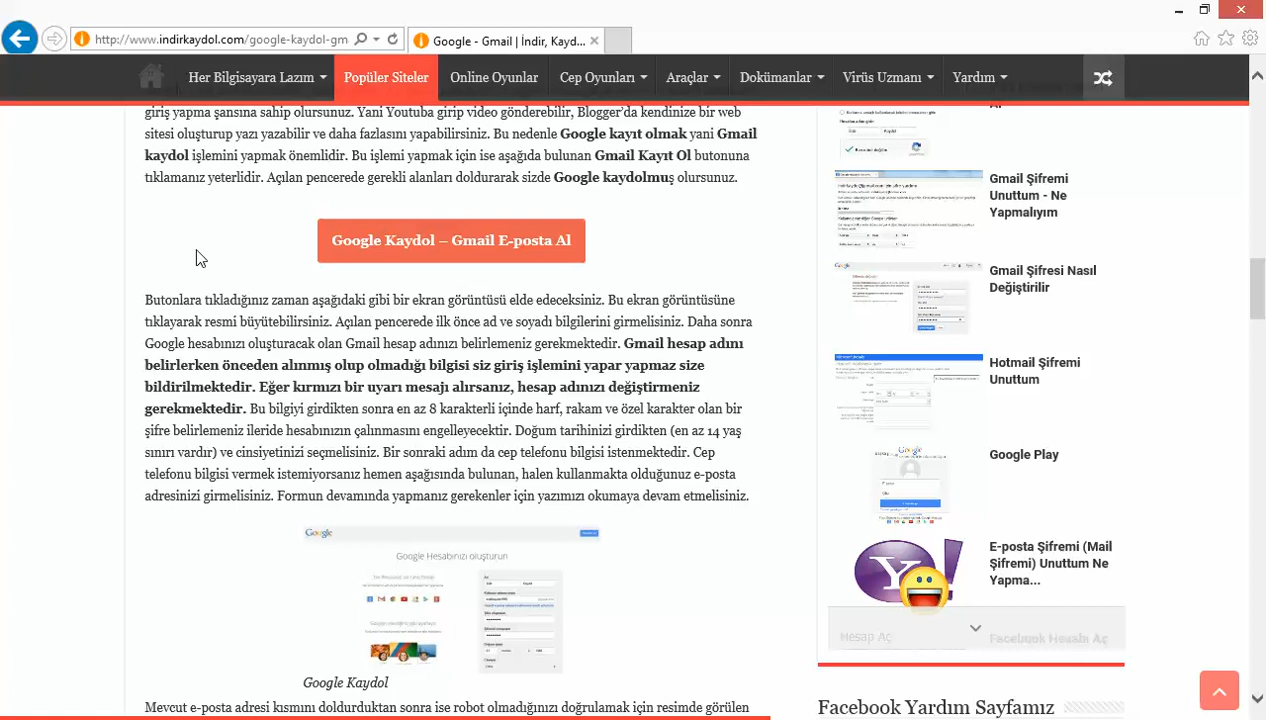 http://www.indirkaydol.com/google-kaydol-gm
Google - Gmail | İndir, Kayd...
Her Bilgisayara Lazım
Popüler Siteler
Online Oyunlar
Cep Oyunları
Araçlar
Dokümanlar
Virüs Uzmanı
Yardım
giriş yapma şansına sahip olursunuz. Yani Youtube girip video gönderebilir, Blogger'da kendinize bir web
sitesi oluşturup yazı yazabilir ve daha fazlasını yapabilirsiniz. Bu nedenle Google kayıt olmak yani Gmail
kaydol işlemini yapmak önemlidir. Bu işlemi yapmak için ise aşağıda bulunan Gmail Kayıt Ol butonuna
tıklamanız yeterlidir. Açılan pencerede gerekli alanları doldurarak sizde Google kaydolmuş olursunuz.
Google Kaydol – Gmail E-posta Al
Butona tıkladığınız zaman aşağıdaki gibi bir ekran görüntüsü elde edeceksiniz. Bu ekran görüntüsüne
tıklayarak resmi büyütebilirsiniz. Açılan pencerede ilk önce ad ve soyadı bilgilerini girmelisiniz. Daha sonra
Google hesabınızı oluşturacak olan Gmail hesap adınızı belirlemeniz gerekmektedir. Gmail hesap adını
belirlerken önceden alınmış olup olmadığı bilgisi siz giriş işlemini yapar yapmaz size
bildirilmektedir. Eğer kırmızı bir uyarı mesajı alırsanız, hesap adınızı değiştirmeniz
gerekmektedir. Bu bilgiyi girdikten sonra en az 8 karakterli içinde harf, rakam ve özel karakter olan bir
şifre belirlemeniz ileride hesabınızın çalınmasını engelleyecektir. Doğum tarihinizi girdikten (en az 14 yaş
sınırı vardır) ve cinsiyetinizi seçmelisiniz. Bir sonraki adım da cep telefonu bilgisi istenmektedir. Cep
telefonu bilgisi vermek istemiyorsanız hemen aşağısında bulunan, halen kullanmakta olduğunuz e-posta
adresinizi girmelisiniz. Formun devamında yapmanız gerekenler için yazımızı okumaya devam etmelisiniz.
Google
Google Hesabınızı oluşturun
Google Kaydol
Mevcut e-posta adresi kısmını doldurduktan sonra ise robot olmadığınızı doğrulamak için resimde görülen
Gmail Şifremi
Unuttum - Ne
Yapmalıyım
Gmail Şifresi Nasıl
Değiştirilir
Hotmail Şifremi
Unuttum
Google Play
E-posta Şifremi (Mail
Şifremi) Unuttum Ne
Yapma...
Hesap Aç
Facebook Hesabı Aç
Facebook Yardım Sayfamız